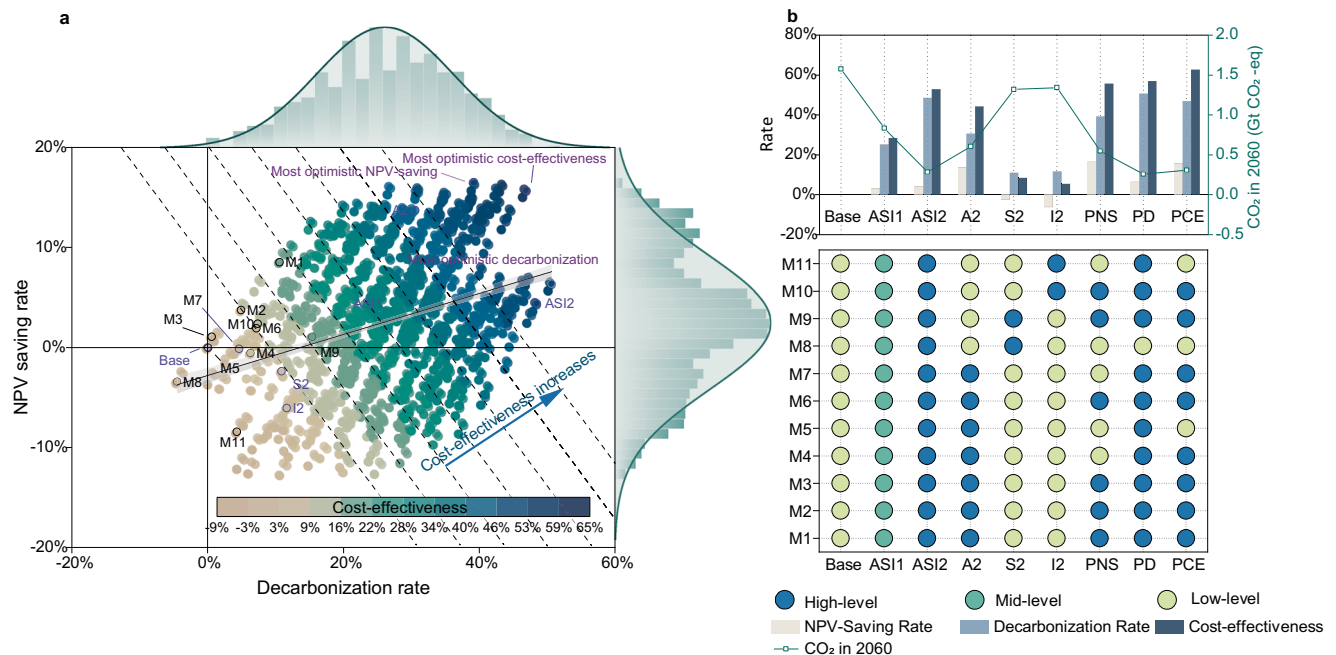 a
20%
10%
0%
-10%
-20%
NPV saving rate
Most optimistic cost-effectiveness
Most optimistic NPV-saving
A2
M1
Most optimistic decarbonization
M7
M2
ASI1
ASI2
M3
M10
M6
Base
M4
M9
M5
M8
S2
I2
M11
Cost-effectiveness increases
Cost-effectiveness
-9% -3% 3% 9% 16% 22% 28% 34% 40% 46% 53% 59% 65%
-20% 0% 20% 40% 60%
Decarbonization rate
b
80%
60%
40%
20%
0%
-20%
Rate
2.0
1.5
1.0
0.5
0.0
-0.5
CO₂ in 2060 (Gt CO₂ -eq)
Base ASI1 ASI2 A2 S2 I2 PNS PD PCE
M11
M10
M9
M8
M7
M6
M5
M4
M3
M2
M1
Base ASI1 ASI2 A2 S2 I2 PNS PD PCE
High-level Mid-level Low-level
NPV-Saving Rate Decarbonization Rate Cost-effectiveness
CO₂ in 2060